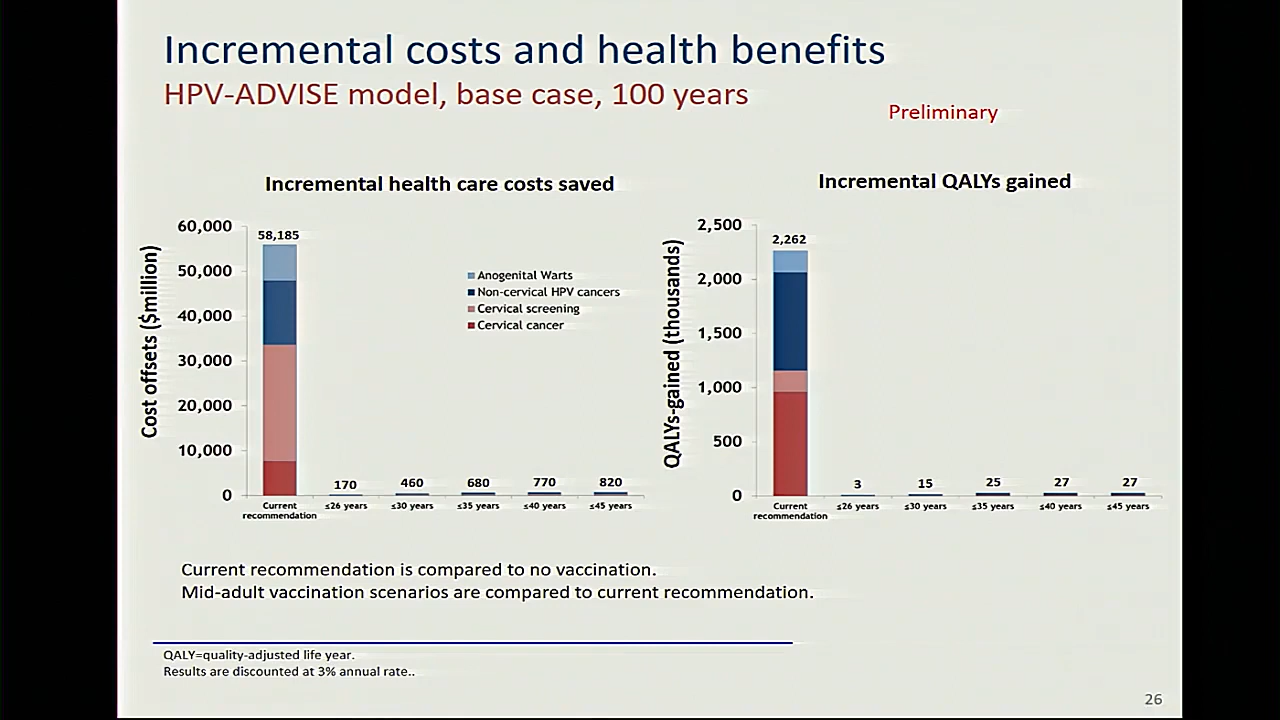 Incremental costs and health benefits
HPV-ADVISE model, base case, 100 years
Preliminary
Incremental health care costs saved
Cost offsets ($million)
60,000
50,000
40,000
30,000
20,000
10,000
0
58,185
170
460
680
770
820
Current recommendation
≤26 years
≤30 years
≤35 years
≤40 years
≤45 years
Anogenital Warts
Non-cervical HPV cancers
Cervical screening
Cervical cancer
Incremental QALYs gained
QALYs-gained (thousands)
2,500
2,000
1,500
1,000
500
0
2,262
3
15
25
27
27
Current recommendation
≤26 years
≤30 years
≤35 years
≤40 years
≤45 years
Current recommendation is compared to no vaccination.
Mid-adult vaccination scenarios are compared to current recommendation.
QALY=quality-adjusted life year.
Results are discounted at 3% annual rate..
26